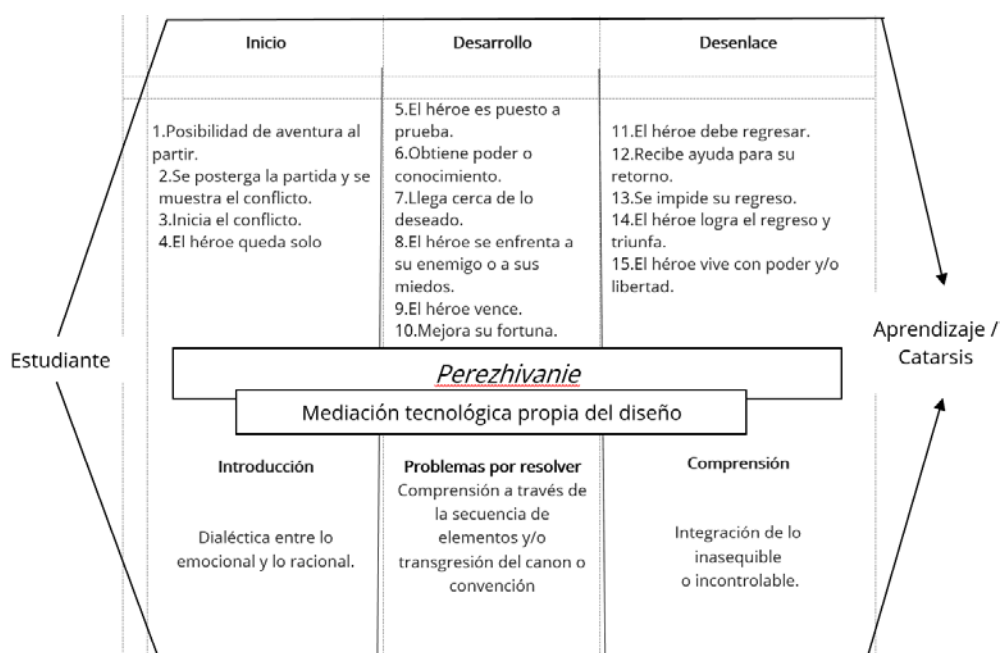 Inicio
Desarrollo
Desenlace
1.Posibilidad de aventura al
partir.
2.Se posterga la partida y se
muestra el conflicto.
3.Inicia el conflicto.
4.El héroe queda solo
5.El héroe es puesto a
prueba.
6.Obtiene poder o
conocimiento.
7.Llega cerca de lo
deseado.
8.El héroe se enfrenta a
su enemigo o a sus
miedos.
9.El héroe vence.
10.Mejora su fortuna.
11.El héroe debe regresar.
12.Recibe ayuda para su
retorno.
13.Se impide su regreso.
14.El héroe logra el regreso y
triunfa.
15.El héroe vive con poder y/o
libertad.
Estudiante
Aprendizaje /
Catarsis
Perezhivanie
Mediación tecnológica propia del diseño
Introducción
Dialéctica entre lo
emocional y lo racional.
Problemas por resolver
Comprensión a través de
la secuencia de
elementos y/o
transgresión del canon o
convención
Comprensión
Integración de lo
inasequible
o incontrolable.